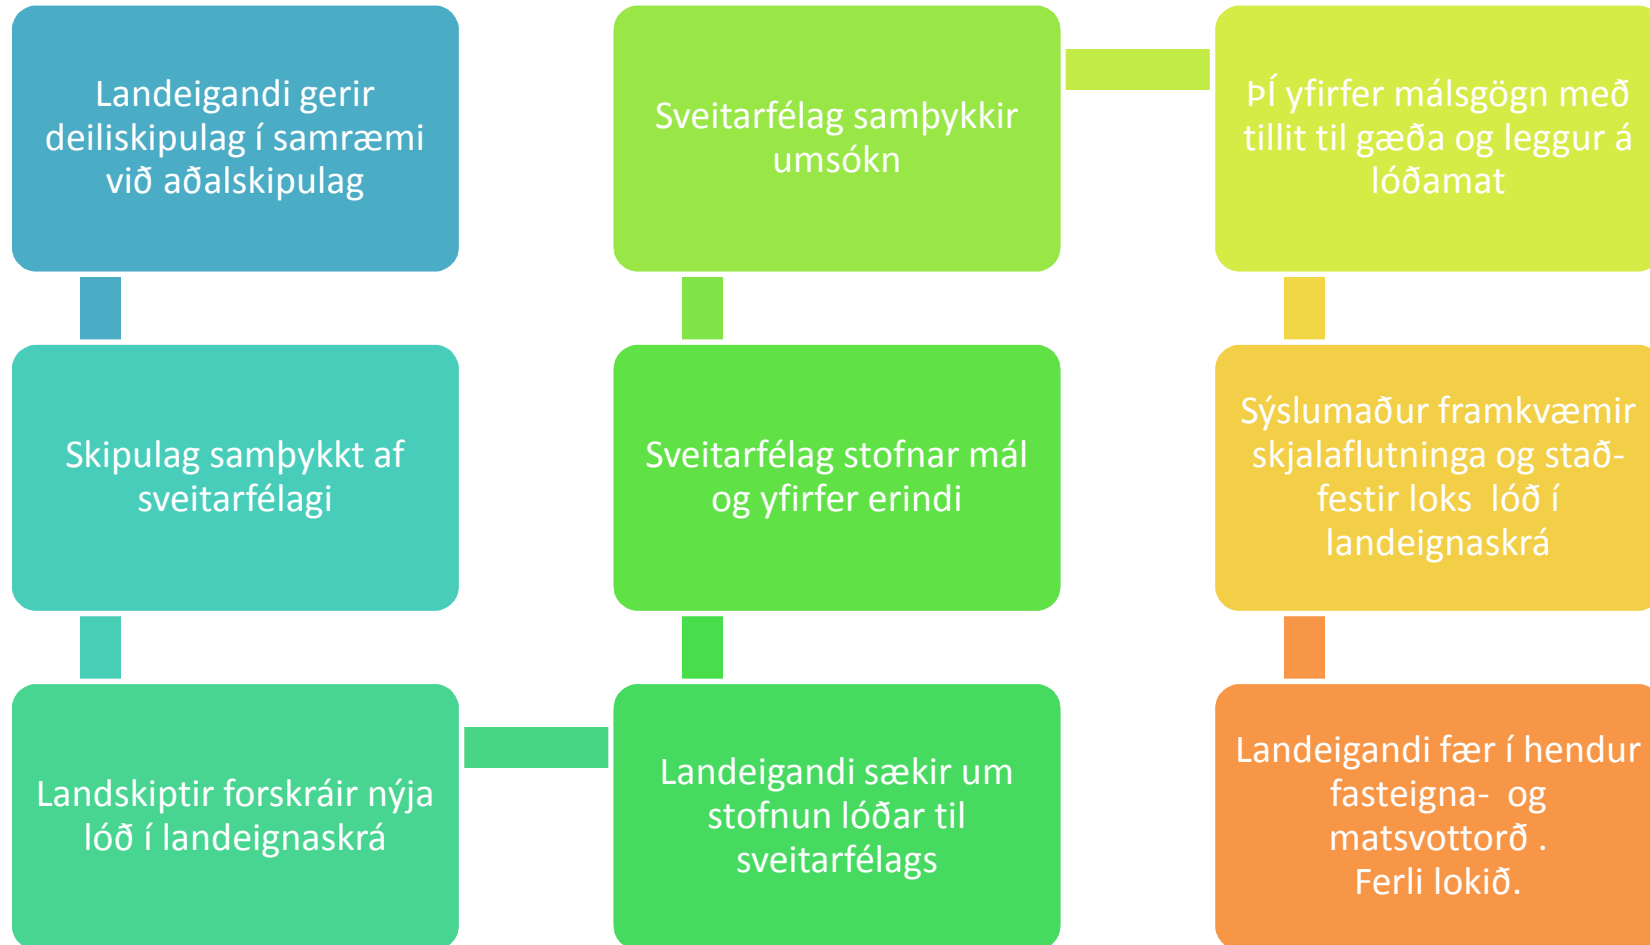 Landeigandi gerir
deiliskipulag í samræmi
við aðalskipulag
Skipulag samþykkt af
sveitarfélagi
Landskiptir forskráir nýja
lóð í landeignaskrá
Landeigandi sækir um
stofnun lóðar til
sveitarfélags
Sveitarfélag stofnar mál
og yfirfer erindi
Sveitarfélag samþykkir
umsókn
ÞÍ yfirfer málsgögn með
tillit til gæða og leggur á
lóðamat
Sýslumaður framkvæmir
skjalaflutninga og stað-
festir loks  lóð í
landeignaskrá
Landeigandi fær í hendur
fasteigna-  og
matsvottorð .
Ferli lokið.